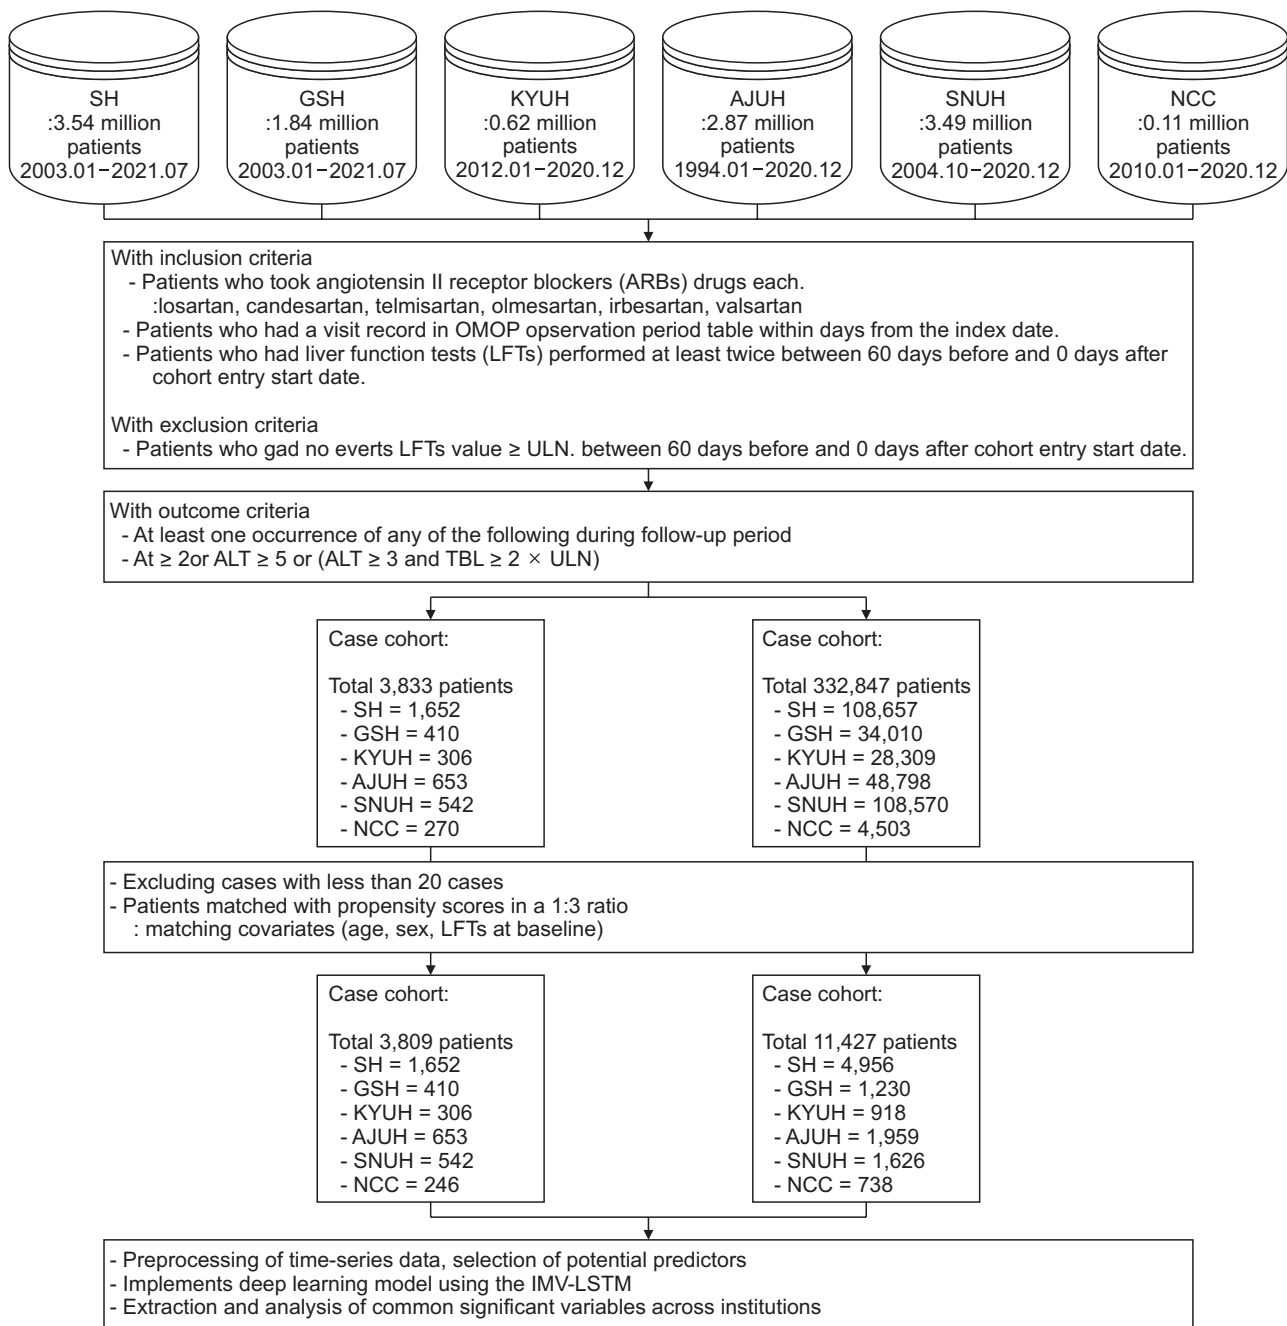 SH
:3.54 million
patients
2003.01−2021.07
GSH
:1.84 million
patients
2003.01−2021.07
KYUH
:0.62 million
patients
2012.01−2020.12
AJUH
:2.87 million
patients
1994.01−2020.12
SNUH
:3.49 million
patients
2004.10−2020.12
NCC
:0.11 million
patients
2010.01−2020.12
With inclusion criteria
- Patients who took angiotensin II receptor blockers (ARBs) drugs each.
:losartan, candesartan, telmisartan, olmesartan, irbesartan, valsartan
- Patients who had a visit record in OMOP opservation period table within days from the index date.
- Patients who had liver function tests (LFTs) performed at least twice between 60 days before and 0 days after
cohort entry start date.
With exclusion criteria
- Patients who gad no everts LFTs value ≥ ULN. between 60 days before and 0 days after cohort entry start date.
With outcome criteria
- At least one occurrence of any of the following during follow-up period
- At ≥ 2or ALT ≥ 5 or (ALT ≥ 3 and TBL ≥ 2 × ULN)
Case cohort:
Total 3,833 patients
- SH = 1,652
- GSH = 410
- KYUH = 306
- AJUH = 653
- SNUH = 542
- NCC = 270
Case cohort:
Total 332,847 patients
- SH = 108,657
- GSH = 34,010
- KYUH = 28,309
- AJUH = 48,798
- SNUH = 108,570
- NCC = 4,503
- Excluding cases with less than 20 cases
- Patients matched with propensity scores in a 1:3 ratio
: matching covariates (age, sex, LFTs at baseline)
Case cohort:
Total 3,809 patients
- SH = 1,652
- GSH = 410
- KYUH = 306
- AJUH = 653
- SNUH = 542
- NCC = 246
Case cohort:
Total 11,427 patients
- SH = 4,956
- GSH = 1,230
- KYUH = 918
- AJUH = 1,959
- SNUH = 1,626
- NCC = 738
- Preprocessing of time-series data, selection of potential predictors
- Implements deep learning model using the IMV-LSTM
- Extraction and analysis of common significant variables across institutions